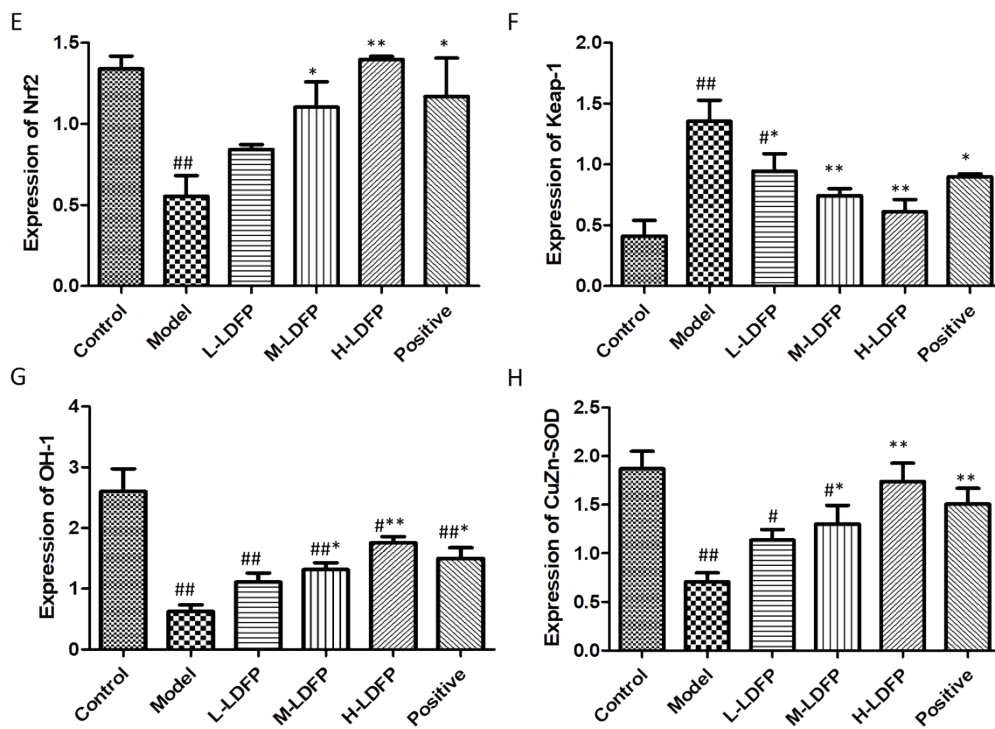 E
Expression of Nrf2
1.5
1.0
0.5
0.0
##
*
**
*
Control
Model
L-LDFP
M-LDFP
H-LDFP
Positive
F
Expression of Keap-1
2.0
1.5
1.0
0.5
0.0
##
#*
**
**
*
Control
Model
L-LDFP
M-LDFP
H-LDFP
Positive
G
Expression of OH-1
4
3
2
1
0
##
##
##*
#**
##*
Control
Model
L-LDFP
M-LDFP
H-LDFP
Positive
H
Expression of CuZn-SOD
2.5
2.0
1.5
1.0
0.5
0.0
##
#
#*
**
**
Control
Model
L-LDFP
M-LDFP
H-LDFP
Positive